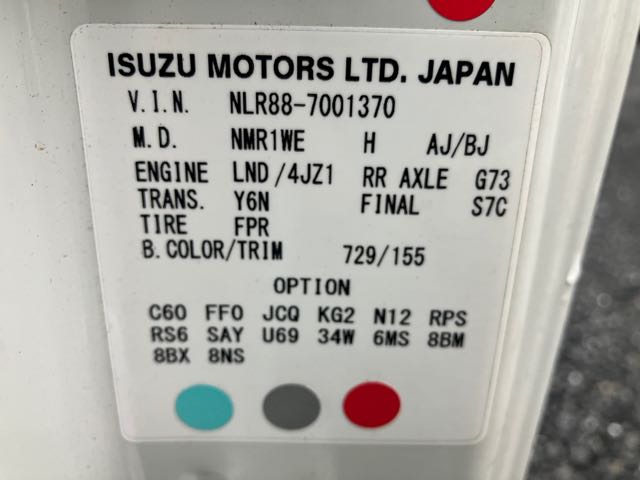 ISUZU MOTORS LTD. JAPAN
V.I.N. NLR88-7001370
M.D. NMR1WE H AJ/BJ
ENGINE LND/4JZ1 RR AXLE G73
TRANS. Y6N FINAL S7C
TIRE FPR
B.COLOR/TRIM 729/155
OPTION
C60 FF0 JCQ KG2 N12 RPS
RS6 SAY U69 34W 6MS 8BM
8BX 8NS